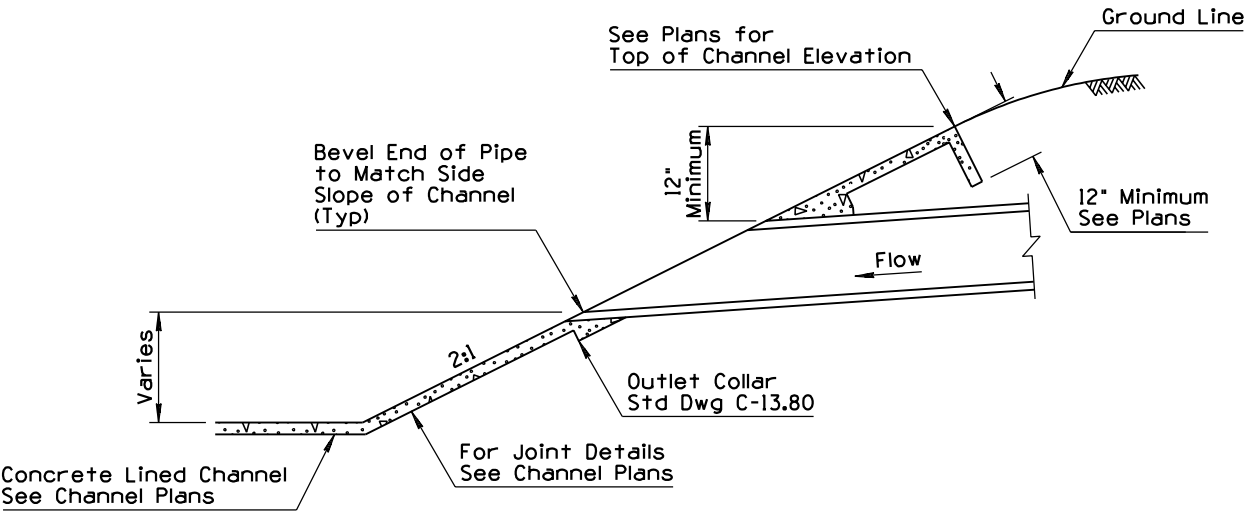 Ground Line
See Plans for
Top of Channel Elevation
Bevel End of Pipe
to Match Side
Slope of Channel
(Typ)
12"
Minimum
12" Minimum
See Plans
Flow
Varies
2:1
Outlet Collar
Std Dwg C-13.80
For Joint Details
See Channel Plans
Concrete Lined Channel
See Channel Plans